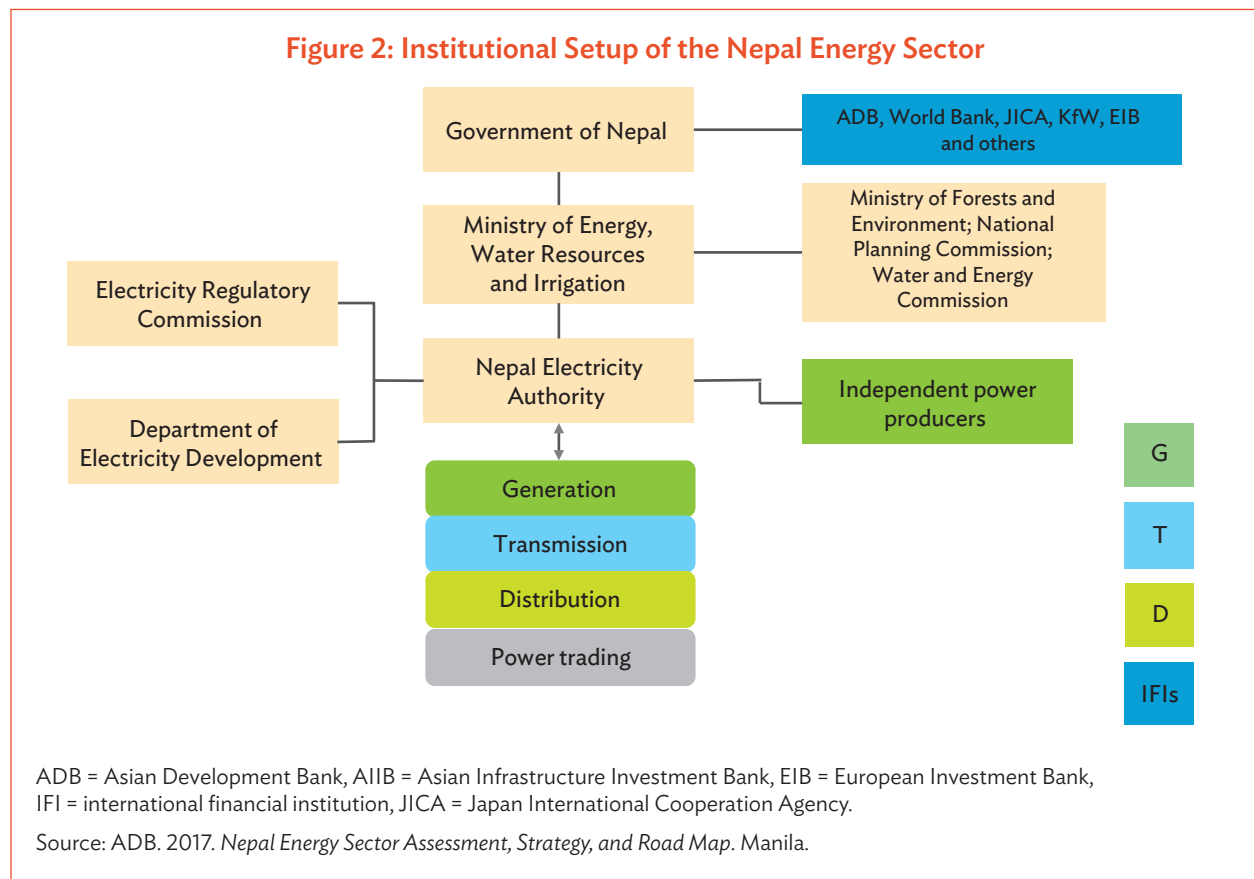 Figure 2: Institutional Setup of the Nepal Energy Sector
Government of Nepal
ADB, World Bank, JICA, KfW, EIB
and others
Ministry of Energy,
Water Resources
and Irrigation
Ministry of Forests and
Environment; National
Planning Commission;
Water and Energy
Commission
Electricity Regulatory
Commission
Nepal Electricity
Authority
Independent power
producers
Department of
Electricity Development
Generation
Transmission
Distribution
Power trading
G
T
D
IFIs
ADB = Asian Development Bank, AIIB = Asian Infrastructure Investment Bank, EIB = European Investment Bank,
IFI = international financial institution, JICA = Japan International Cooperation Agency.
Source: ADB. 2017. Nepal Energy Sector Assessment, Strategy, and Road Map. Manila.